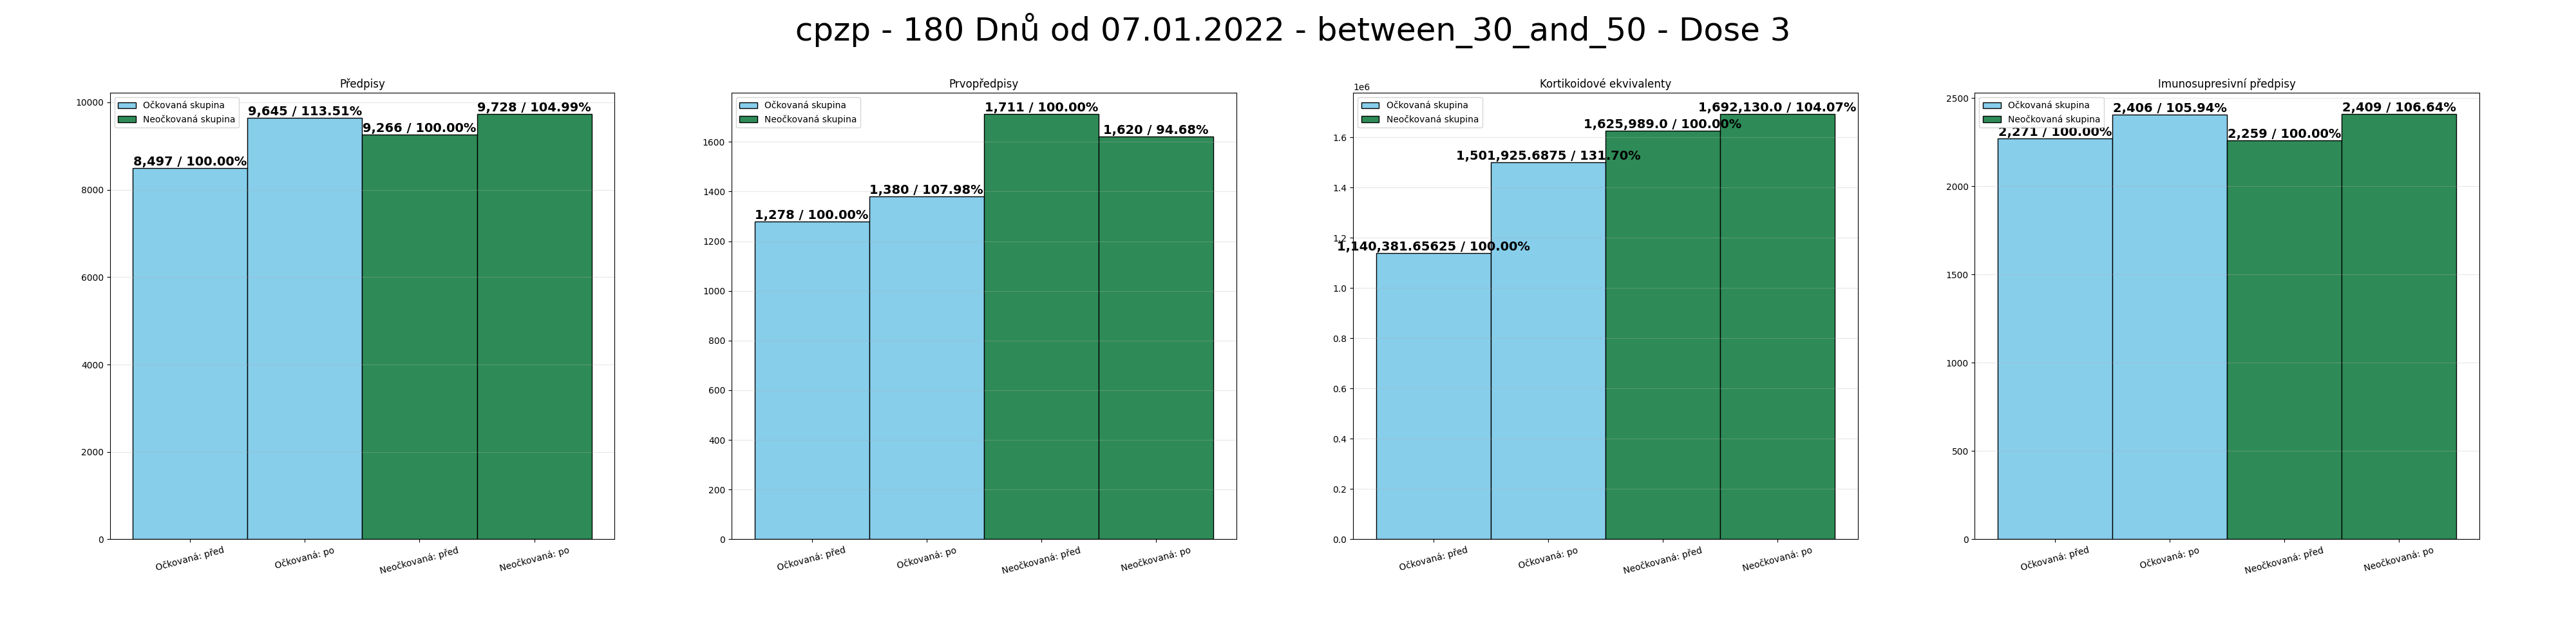 cpzp - 180 Dnů od 07.01.2022 - between_30_and_50 - Dose 3
Předpisy
Očkovaná skupina
Neočkovaná skupina
10000
8000
6000
4000
2000
0
8,497 / 100.00%
9,645 / 113.51%
9,266 / 100.00%
9,728 / 104.99%
Očkovaná: před
Očkovaná: po
Neočkovaná: před
Neočkovaná: po
Prvopředpisy
Očkovaná skupina
Neočkovaná skupina
1600
1400
1200
1000
800
600
400
200
0
1,278 / 100.00%
1,380 / 107.98%
1,711 / 100.00%
1,620 / 94.68%
Očkovaná: před
Očkovaná: po
Neočkovaná: před
Neočkovaná: po
Kortikoidové ekvivalenty
1e6
Očkovaná skupina
Neočkovaná skupina
1.6
1.4
1.2
1.0
0.8
0.6
0.4
0.2
0.0
1,140,381.65625 / 100.00%
1,501,925.6875 / 131.70%
1,625,989.0 / 100.00%
1,692,130.0 / 104.07%
Očkovaná: před
Očkovaná: po
Neočkovaná: před
Neočkovaná: po
Imunosupresivní předpisy
Očkovaná skupina
Neočkovaná skupina
2500
2000
1500
1000
500
0
2,271 / 100.00%
2,406 / 105.94%
2,259 / 100.00%
2,409 / 106.64%
Očkovaná: před
Očkovaná: po
Neočkovaná: před
Neočkovaná: po